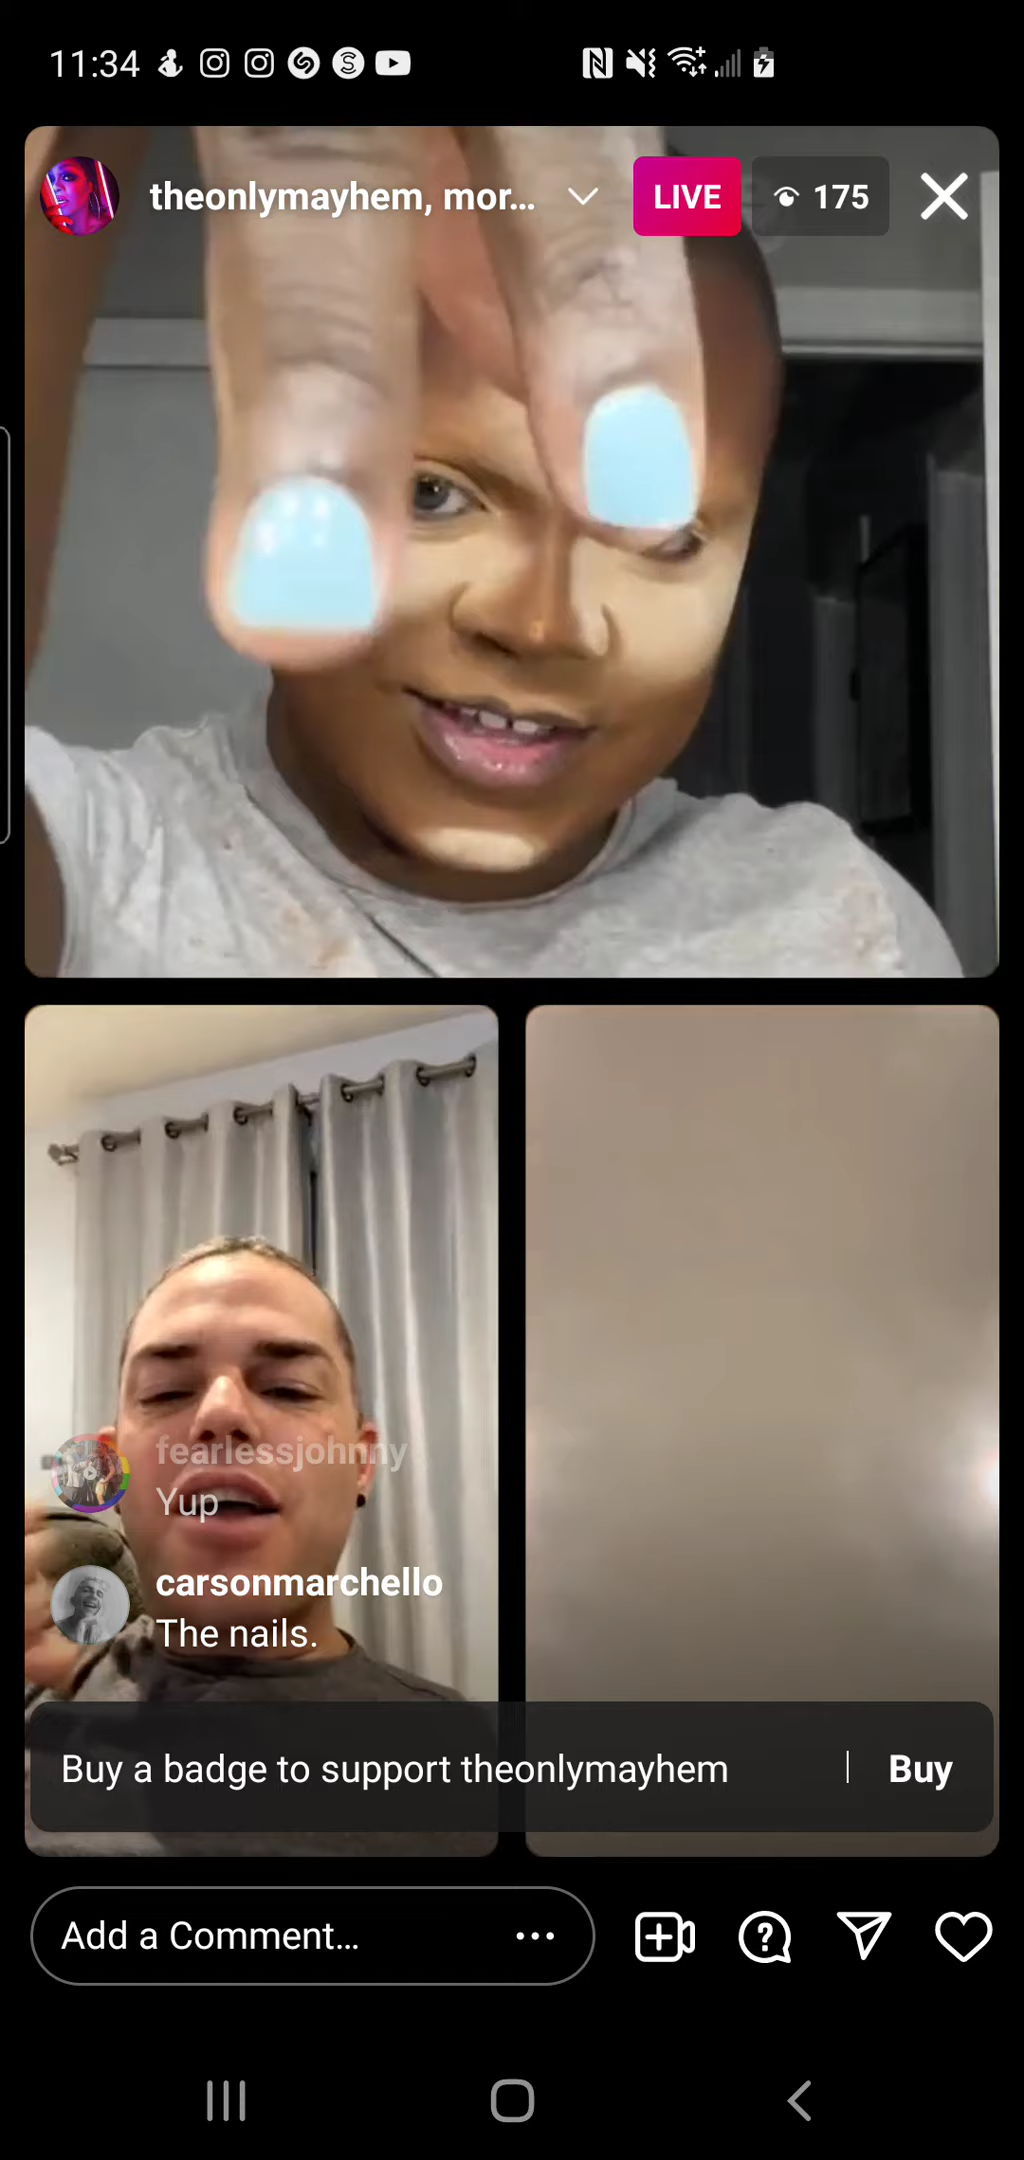 11:34
theonlymayhem, mor...
LIVE
175
fearlessjohnny
Yup
carsonmarchello
The nails.
Buy a badge to support theonlymayhem | Buy
Add a Comment...